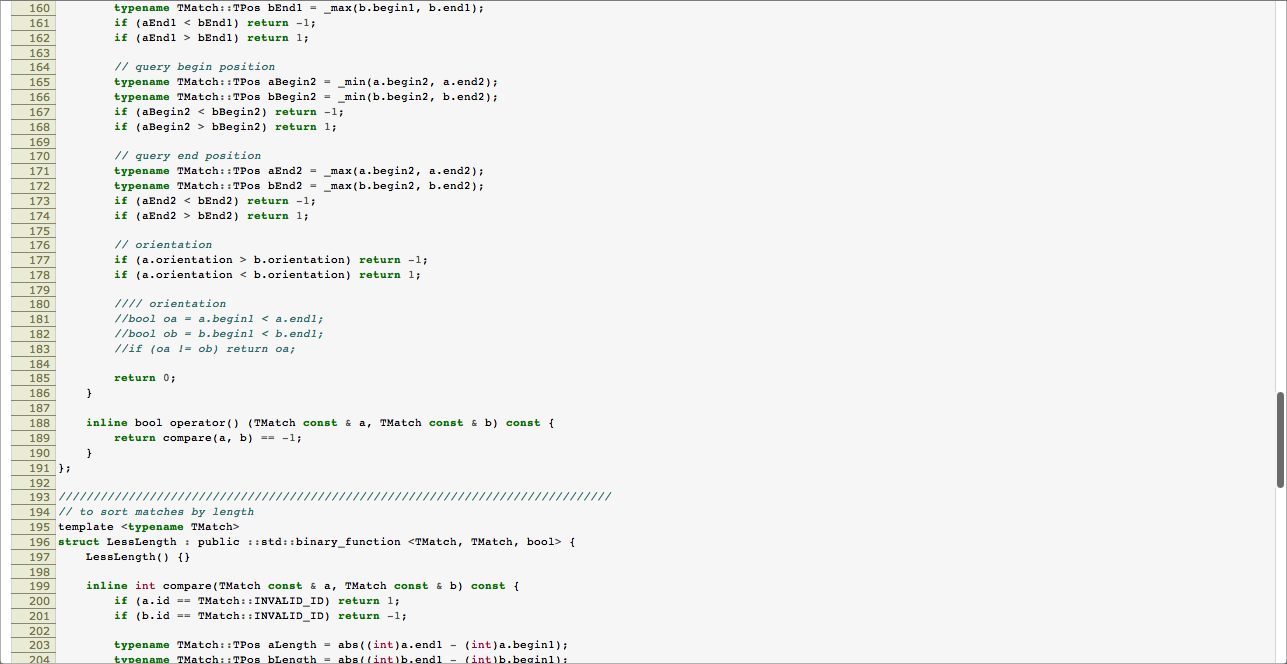 160         typename TMatch::TPos bEnd1 = _max(b.begin1, b.end1);
161         if (aEnd1 < bEnd1) return -1;
162         if (aEnd1 > bEnd1) return 1;
163
164         // query begin position
165         typename TMatch::TPos aBegin2 = _min(a.begin2, a.end2);
166         typename TMatch::TPos bBegin2 = _min(b.begin2, b.end2);
167         if (aBegin2 < bBegin2) return -1;
168         if (aBegin2 > bBegin2) return 1;
169
170         // query end position
171         typename TMatch::TPos aEnd2 = _max(a.begin2, a.end2);
172         typename TMatch::TPos bEnd2 = _max(b.begin2, b.end2);
173         if (aEnd2 < bEnd2) return -1;
174         if (aEnd2 > bEnd2) return 1;
175
176         // orientation
177         if (a.orientation > b.orientation) return -1;
178         if (a.orientation < b.orientation) return 1;
179
180         //// orientation
181         //bool oa = a.begin1 < a.end1;
182         //bool ob = b.begin1 < b.end1;
183         //if (oa != ob) return oa;
184
185         return 0;
186     }
187
188     inline bool operator() (TMatch const & a, TMatch const & b) const {
189         return compare(a, b) == -1;
190     }
191 };
192
193 ///////////////////////////////////////////////////////////////////////////////
194 // to sort matches by length
195 template <typename TMatch>
196 struct LessLength : public ::std::binary_function <TMatch, TMatch, bool> {
197     LessLength() {}
198
199     inline int compare(TMatch const & a, TMatch const & b) const {
200         if (a.id == TMatch::INVALID_ID) return 1;
201         if (b.id == TMatch::INVALID_ID) return -1;
202
203         typename TMatch::TPos aLength = abs((int)a.end1 - (int)a.begin1);
204         typename TMatch::TPos bLength = abs((int)b.end1 - (int)b.begin1);